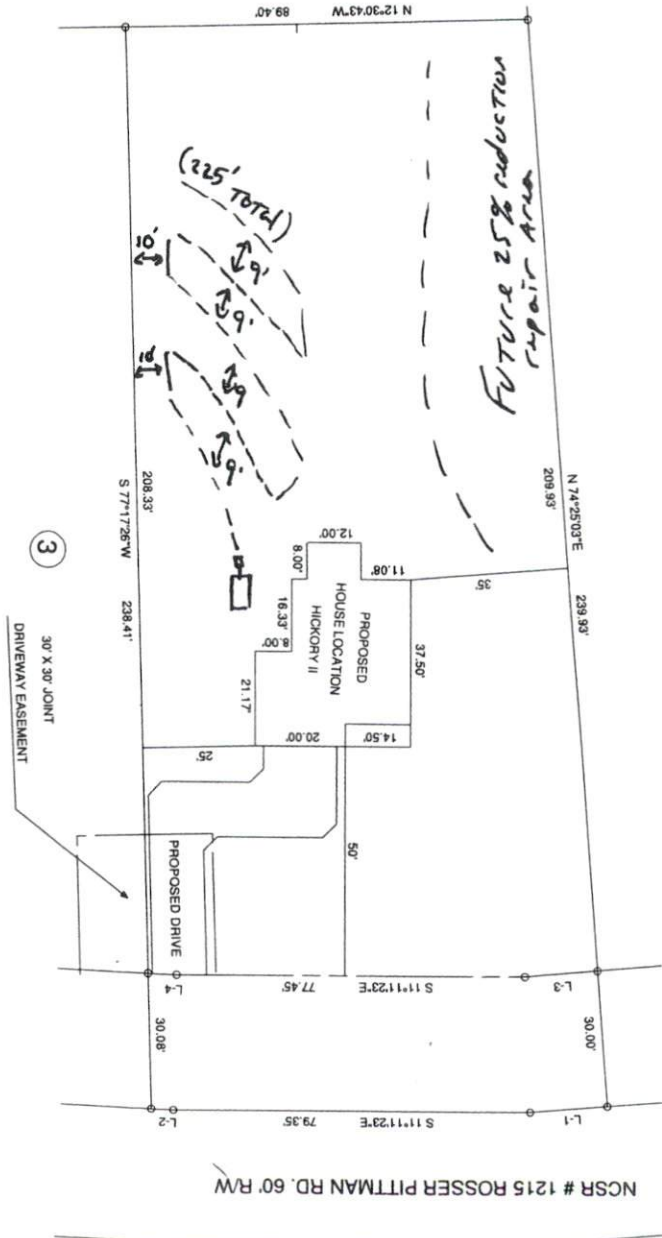 N 12°30'43"W
89.40'
(225'
TOTAL)
10'
9'
9'
10'
9
9'
FUTURE 25% reduction
repair Area
208.33'
S 77°17'26"W
238.41'
N 74°25'03"E
209.93'
239.93'
35'
12.00'
8.00'
11.08'
16.33'
8.00'
PROPOSED
HOUSE LOCATION
HICKORY II
37.50'
21.17'
25'
20.00'
14.50'
50'
3
30' X 30' JOINT
DRIVEWAY EASEMENT
PROPOSED DRIVE
L-4
77.45'
S 11°11'23"E
L-3
30.08'
30.00'
L-2
79.35'
S 11°11'23"E
L-1
NCSR # 1215 ROSSER PITTMAN RD. 60' R/W